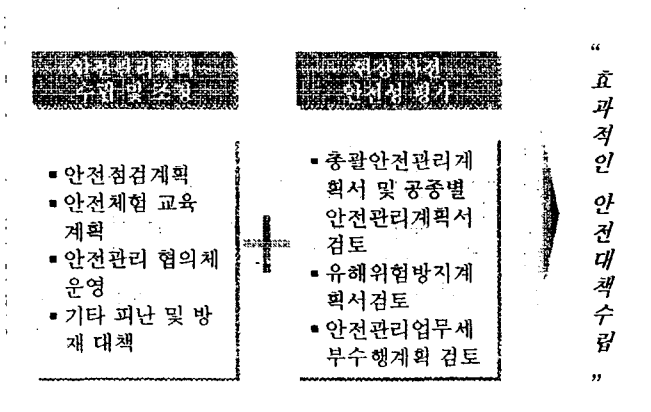 안전관리계획
수립 및 조정
▪ 안전점검계획
▪ 안전체험 교육
계획
▪ 안전관리 협의체
운영
▪ 기타 피난 및 방
재 대책
+
안전성 평가
▪ 총괄안전관리계
획서 및 공종별
안전관리계획서
검토
▪ 유해위험방지계
획서검토
▪ 안전관리업무세
부수행계획 검토
“효과적인 안전대책수립”